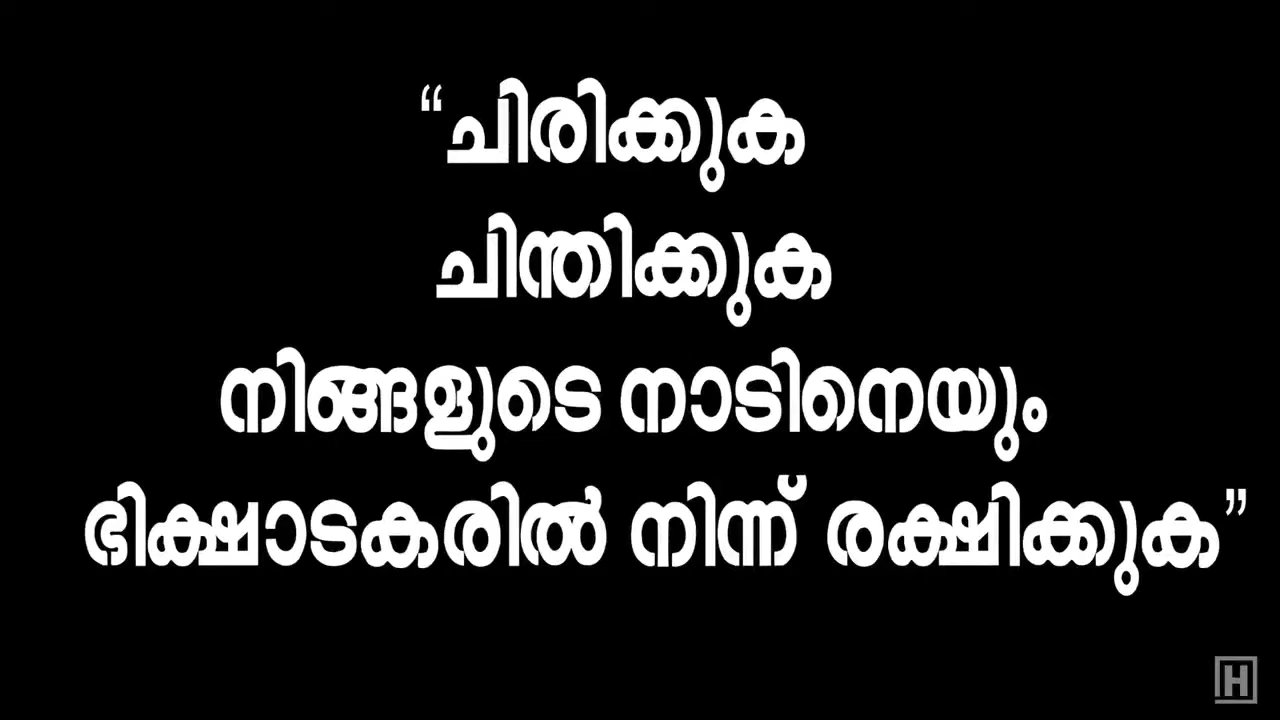 “ചിരിക്കുക
ചിന്തിക്കുക
നിങ്ങളുടെ നാടിനെയും
ഭിക്ഷാടകരിൽ നിന്ന് രക്ഷിക്കുക”
H